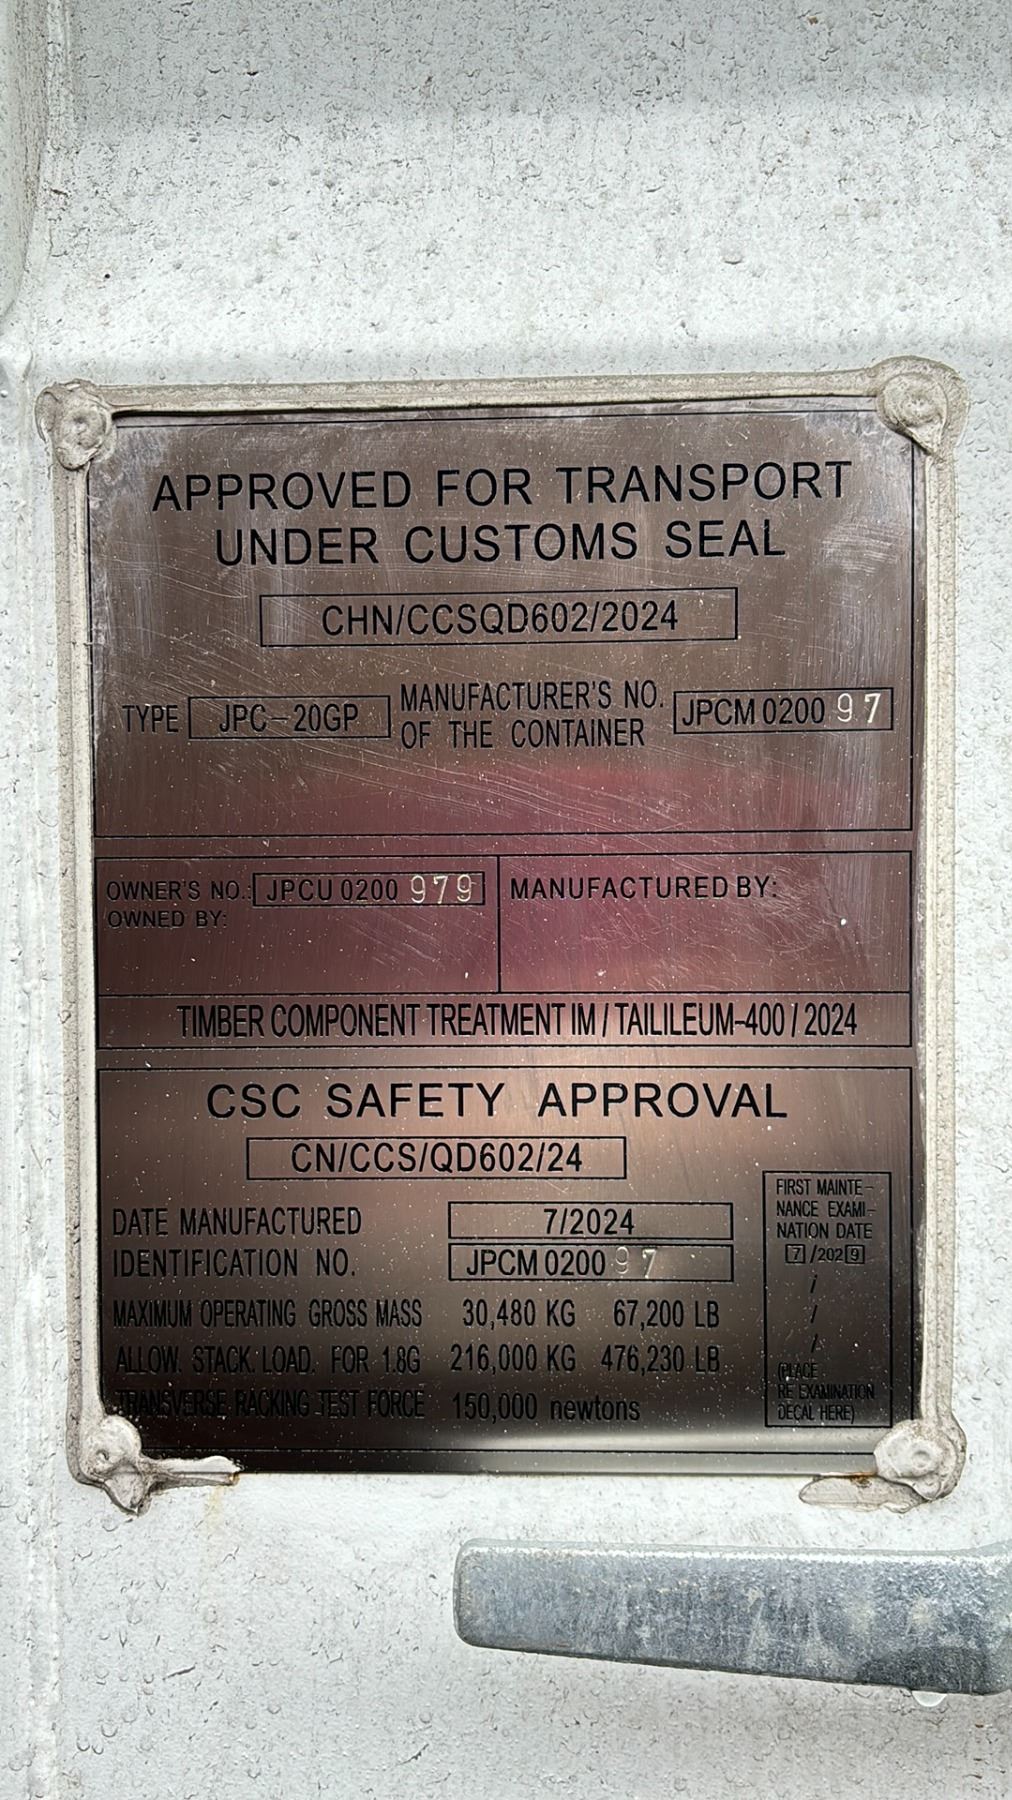 APPROVED FOR TRANSPORT
UNDER CUSTOMS SEAL
CHN/CCSQD602/2024
TYPE JPC-20GP MANUFACTURER'S NO. OF THE CONTAINER JPCM 0200 97
OWNER'S NO.: JPCU 0200 979
OWNED BY:
MANUFACTURED BY:
TIMBER COMPONENT TREATMENT IM / TAILILEUM-400 / 2024
CSC SAFETY APPROVAL
CN/CCS/QD602/24
DATE MANUFACTURED 7/2024
IDENTIFICATION NO. JPCM 0200 97
MAXIMUM OPERATING GROSS MASS 30,480 KG 67,200 LB
ALLOW. STACK. LOAD. FOR 1.8G 216,000 KG 476,230 LB
TRANSVERSE RACKING TEST FORCE 150,000 newtons
FIRST MAINTE-
NANCE EXAMI-
NATION DATE
7 /2029
/
/
/
(PLACE
RE EXAMINATION
DECAL HERE)